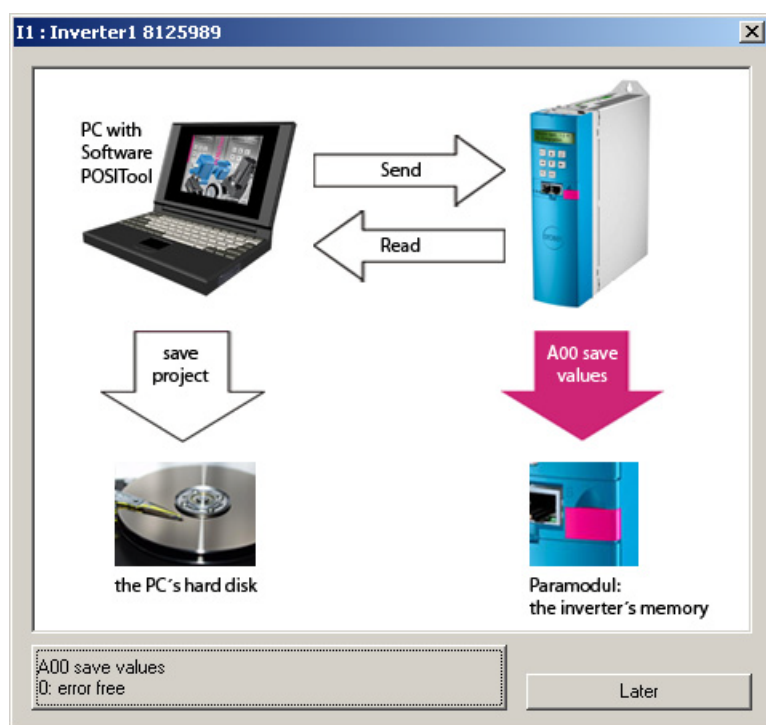 I1 : Inverter1 8125989
PC with
Software
POSITool
Send
Read
save
project
A00 save
values
the PC´s hard disk
Paramodul:
the inverter´s memory
A00 save values
0: error free
Later